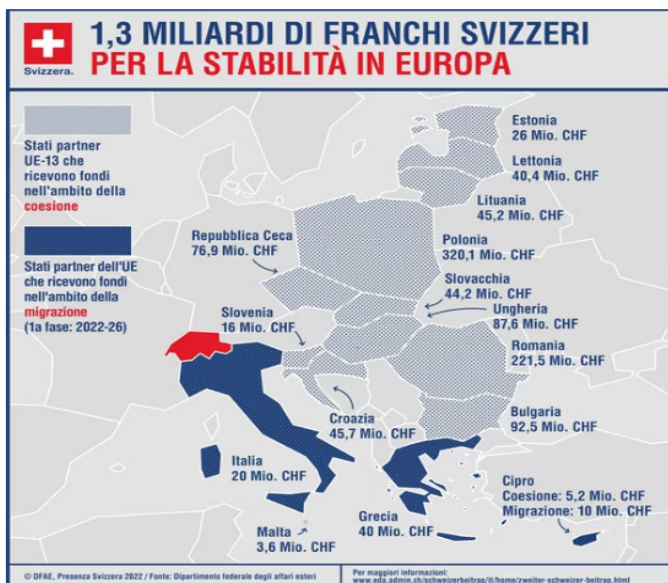 Svizzera.
1,3 MILIARDI DI FRANCHI SVIZZERI
PER LA STABILITÀ IN EUROPA
Stati partner
UE-13 che
ricevono fondi
nell'ambito della
coesione
Stati partner dell'UE
che ricevono fondi
nell'ambito della
migrazione
(1a fase: 2022-26)
Estonia
26 Mio. CHF
Lettonia
40,4 Mio. CHF
Lituania
45,2 Mio. CHF
Repubblica Ceca
76,9 Mio. CHF
Polonia
320,1 Mio. CHF
Slovacchia
44,2 Mio. CHF
Ungheria
87,6 Mio. CHF
Slovenia
16 Mio. CHF
Romania
221,5 Mio. CHF
Croazia
45,7 Mio. CHF
Bulgaria
92,5 Mio. CHF
Italia
20 Mio. CHF
Malta
3,6 Mio. CHF
Grecia
40 Mio. CHF
Cipro
Coesione: 5,2 Mio. CHF
Migrazione: 10 Mio. CHF
© DFAE, Presenza Svizzera 2022 / Fonte: Dipartimento federale degli affari esteri
Per maggiori informazioni:
www.eda.admin.ch/schweizerbeitrag/it/home/zweiter-schweizer-beitrag.html